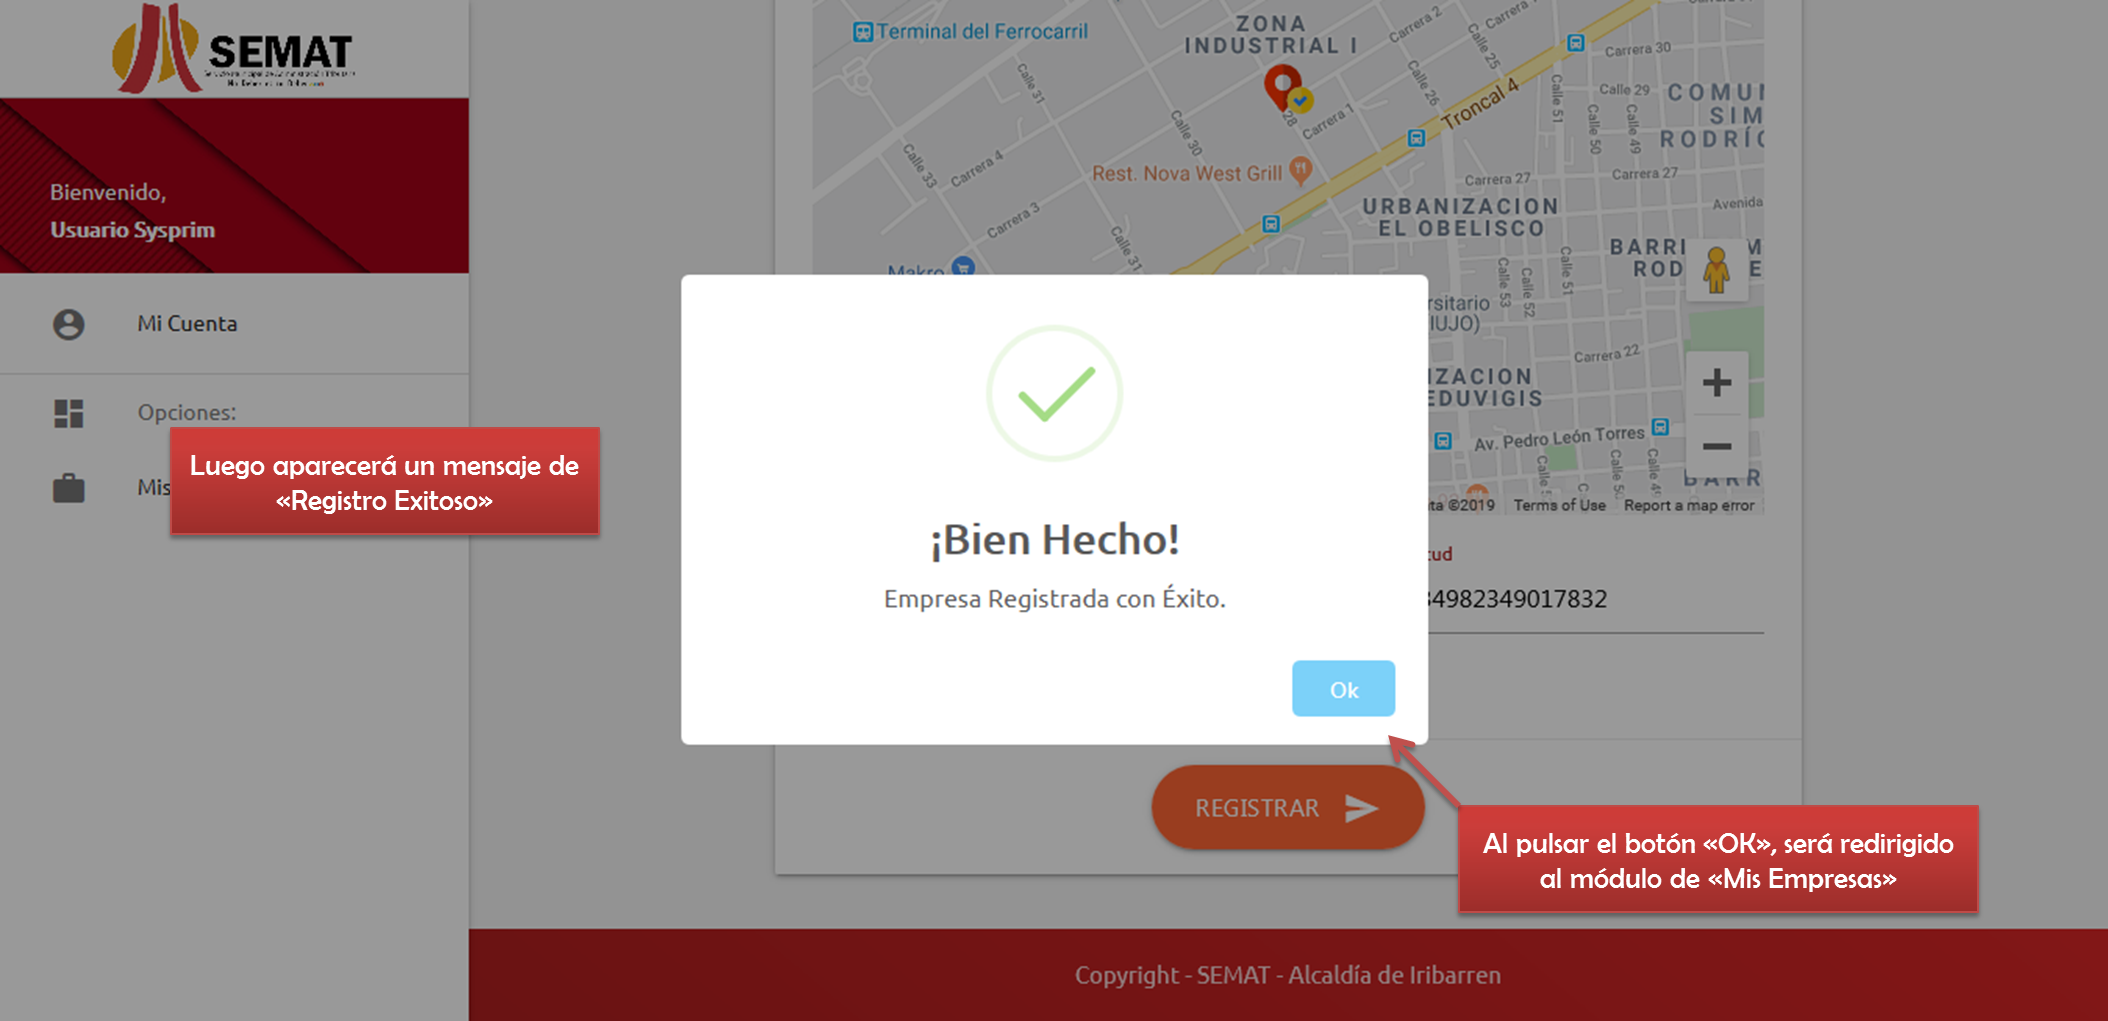 SEMAT
Bienvenido,
Usuario Sysprim
Mi Cuenta
Opciones:
Mis
Luego aparecerá un mensaje de
«Registro Exitoso»
Terminal del Ferrocarril
ZONA
INDUSTRIAL I
Carrera 2
Carrera
Calle 25
Carrera 30
Calle 31
Calle 26
Troncal 4
Calle 29
Calle 51
COMUN
SIM
RODRÍG
Calle 50
Calle 49
28
Carrera 1
Calle 30
Calle 33
Carrera 4
Rest. Nova West Grill
Carrera 27
Carrera 27
Avenida
Carrera 3
URBANIZACION
EL OBELISCO
Calle 31
Makro
BARRI
ROD
Calle 53
Calle 52
Calle 51
rsitario
IUJO)
Carrera 22
IZACION
EDUVIGIS
Av. Pedro León Torres
BARR
ta ©2019
Terms of Use
Report a map error
¡Bien Hecho!
Empresa Registrada con Éxito.
Ok
tud
34982349017832
REGISTRAR
Al pulsar el botón «OK», será redirigido
al módulo de «Mis Empresas»
Copyright - SEMAT - Alcaldía de Iribarren